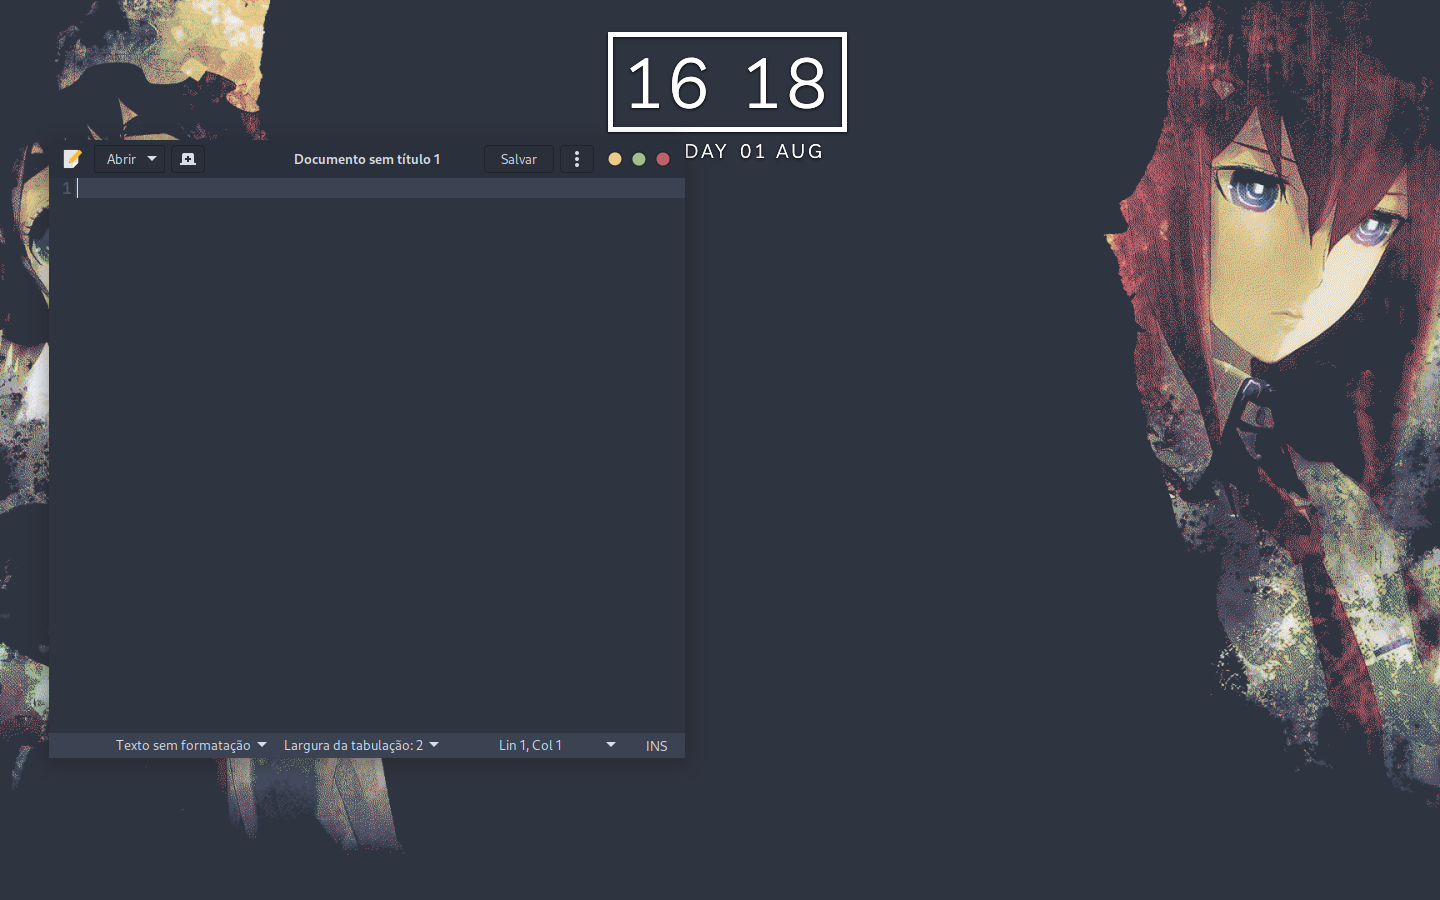 16 18
DAY 01 AUG
Abrir
Documento sem título 1
Salvar
1
Texto sem formatação
Largura da tabulação: 2
Lin 1, Col 1
INS